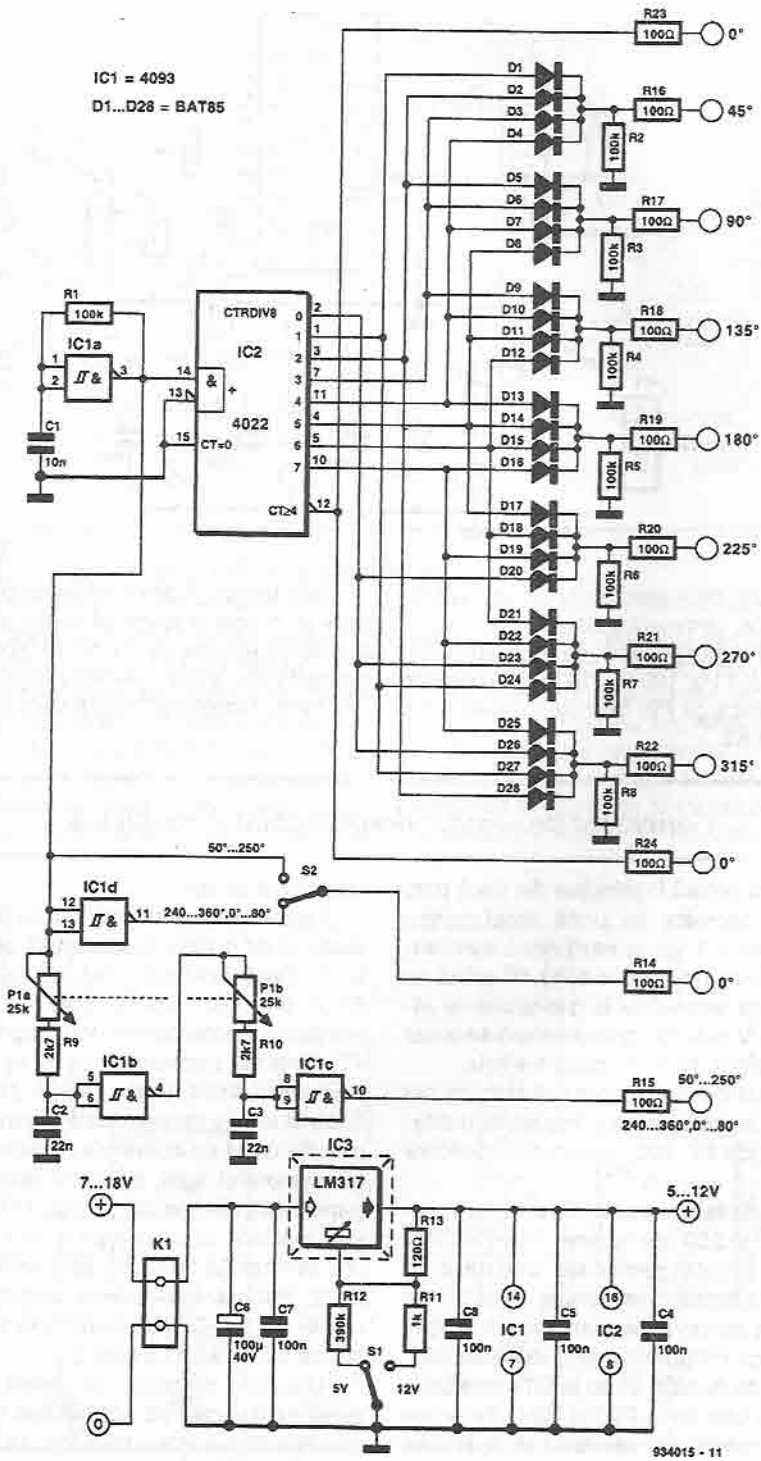 R23
100Ω
0°
IC1 = 4093
D1...D28 = BAT85
D1
D2
D3
D4
R16
100Ω
45°
R2
100k
D5
D6
D7
D8
R17
100Ω
90°
R3
100k
R1
100k
IC1a
1
2
3
&
C1
10n
CTRDIV8
IC2
4022
14
13
15
&
+
CT=0
CT≥4
0
1
2
3
4
5
6
7
2
1
3
7
11
4
5
10
12
D9
D10
D11
D12
R18
100Ω
135°
R4
100k
D13
D14
D15
D16
R19
100Ω
180°
R5
100k
D17
D18
D19
D20
R20
100Ω
225°
R6
100k
D21
D22
D23
D24
R21
100Ω
270°
R7
100k
D25
D26
D27
D28
R22
100Ω
315°
R8
100k
R24
100Ω
0°
50°...250°
S2
12
13
IC1d
&
11
240...360°,0°...80°
R14
100Ω
0°
P1a
25k
R9
2k7
P1b
25k
R10
2k7
5
6
IC1b
&
4
8
9
IC1c
&
10
C2
22n
C3
22n
R15
100Ω
50°...250°
240...360°,0°...80°
IC3
LM317
7...18V
+
5...12V
+
K1
R13
120Ω
R12
390k
R11
1k
S1
5V
12V
C6
100µ
40V
C7
100n
C8
100n
14
IC1
7
C5
100n
16
IC2
8
C4
100n
0
934015 - 11